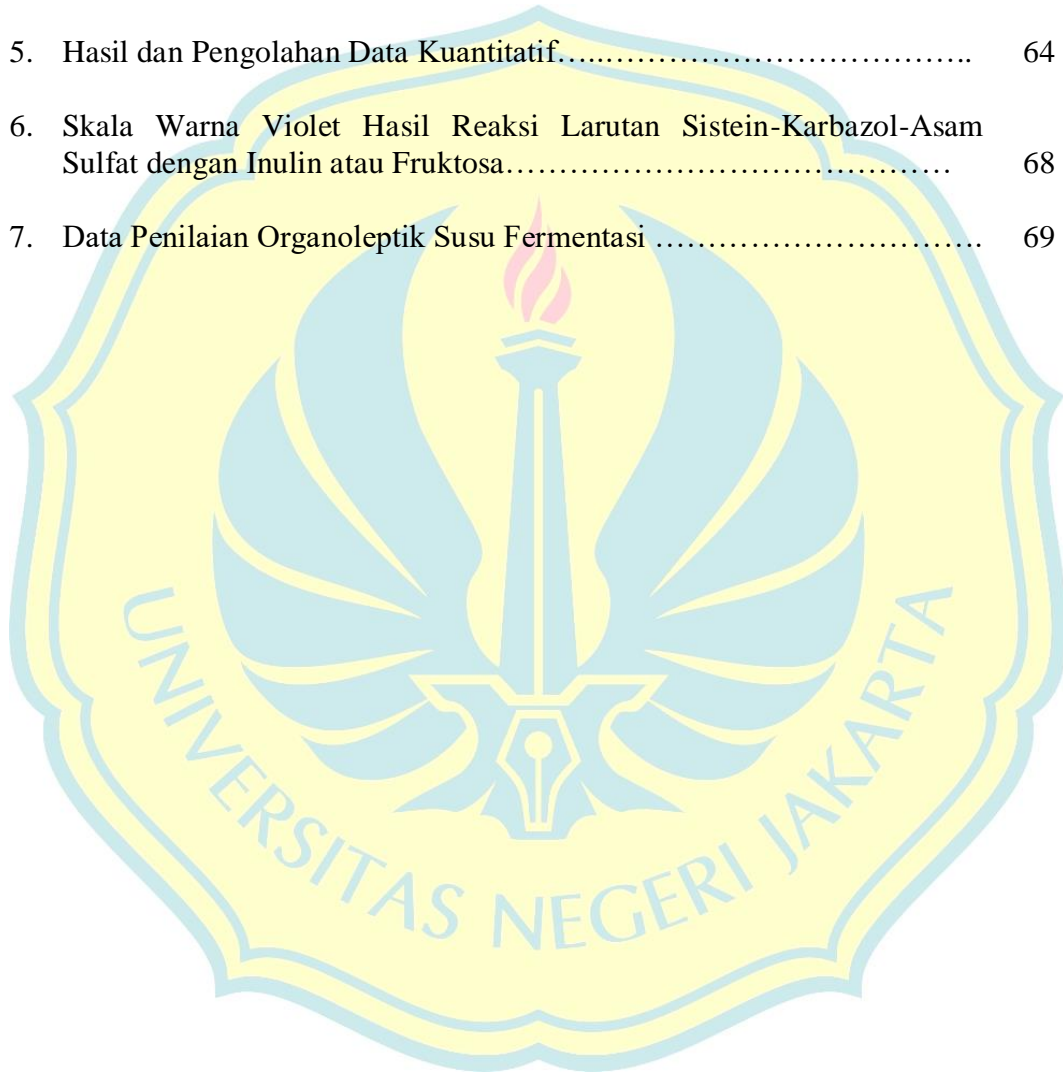 5. Hasil dan Pengolahan Data Kuantitatif…..…………………………….. 64
6. Skala Warna Violet Hasil Reaksi Larutan Sistein-Karbazol-Asam
Sulfat dengan Inulin atau Fruktosa…………………………………… 68
7. Data Penilaian Organoleptik Susu Fermentasi …………………………. 69
UNIVERSITAS NEGERI JAKARTA